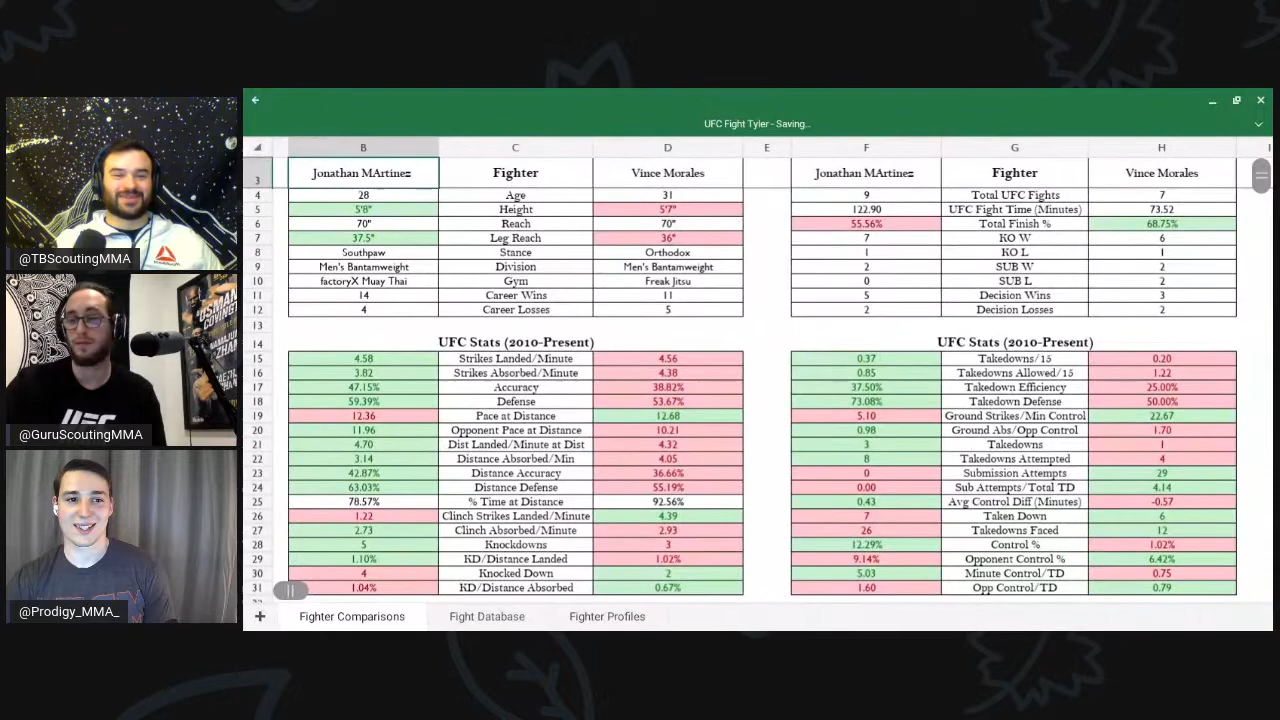 UFC Fight Tyler - Saving...
B C D E F G H
3 Jonathan MArtinez Fighter Vince Morales Jonathan MArtinez Fighter Vince Morales
4 28 Age 31 9 Total UFC Fights 7
5 5'8" Height 5'7" 122.90 UFC Fight Time (Minutes) 73.52
6 70" Reach 70" 55.56% Total Finish % 68.75%
7 37.5" Leg Reach 36" 7 KO W 6
8 Southpaw Stance Orthodox 1 KO L 1
9 Men's Bantamweight Division Men's Bantamweight 2 SUB W 2
10 factoryX Muay Thai Gym Freak Jitsu 0 SUB L 2
11 14 Career Wins 11 5 Decision Wins 3
12 4 Career Losses 5 2 Decision Losses 2
13
14 UFC Stats (2010-Present) UFC Stats (2010-Present)
15 4.58 Strikes Landed/Minute 4.56 0.37 Takedowns/15 0.20
16 3.82 Strikes Absorbed/Minute 4.38 0.85 Takedowns Allowed/15 1.22
17 47.15% Accuracy 38.82% 37.50% Takedown Efficiency 25.00%
18 59.39% Defense 53.67% 73.08% Takedown Defense 50.00%
19 12.36 Pace at Distance 12.68 5.10 Ground Strikes/Min Control 22.67
20 11.96 Opponent Pace at Distance 10.21 0.98 Ground Abs/Opp Control 1.70
21 4.70 Dist Landed/Minute at Dist 4.32 3 Takedowns 1
22 3.14 Distance Absorbed/Min 4.05 8 Takedowns Attempted 4
23 42.87% Distance Accuracy 36.66% 0 Submission Attempts 29
24 63.03% Distance Defense 55.19% 0.00 Sub Attempts/Total TD 4.14
25 78.57% % Time at Distance 92.56% 0.43 Avg Control Diff (Minutes) -0.57
26 1.22 Clinch Strikes Landed/Minute 4.39 7 Taken Down 6
27 2.73 Clinch Absorbed/Minute 2.93 26 Takedowns Faced 12
28 5 Knockdowns 3 12.29% Control % 1.02%
29 1.10% KD/Distance Landed 1.02% 9.14% Opponent Control % 6.42%
30 4 Knocked Down 2 5.03 Minute Control/TD 0.75
31 1.04% KD/Distance Absorbed 0.67% 1.60 Opp Control/TD 0.79
Fighter Comparisons Fight Database Fighter Profiles
@TBScoutingMMA
USMAN
COVINGT
ZHAN
UFC
@GuruScoutingMMA
@Prodigy_MMA_